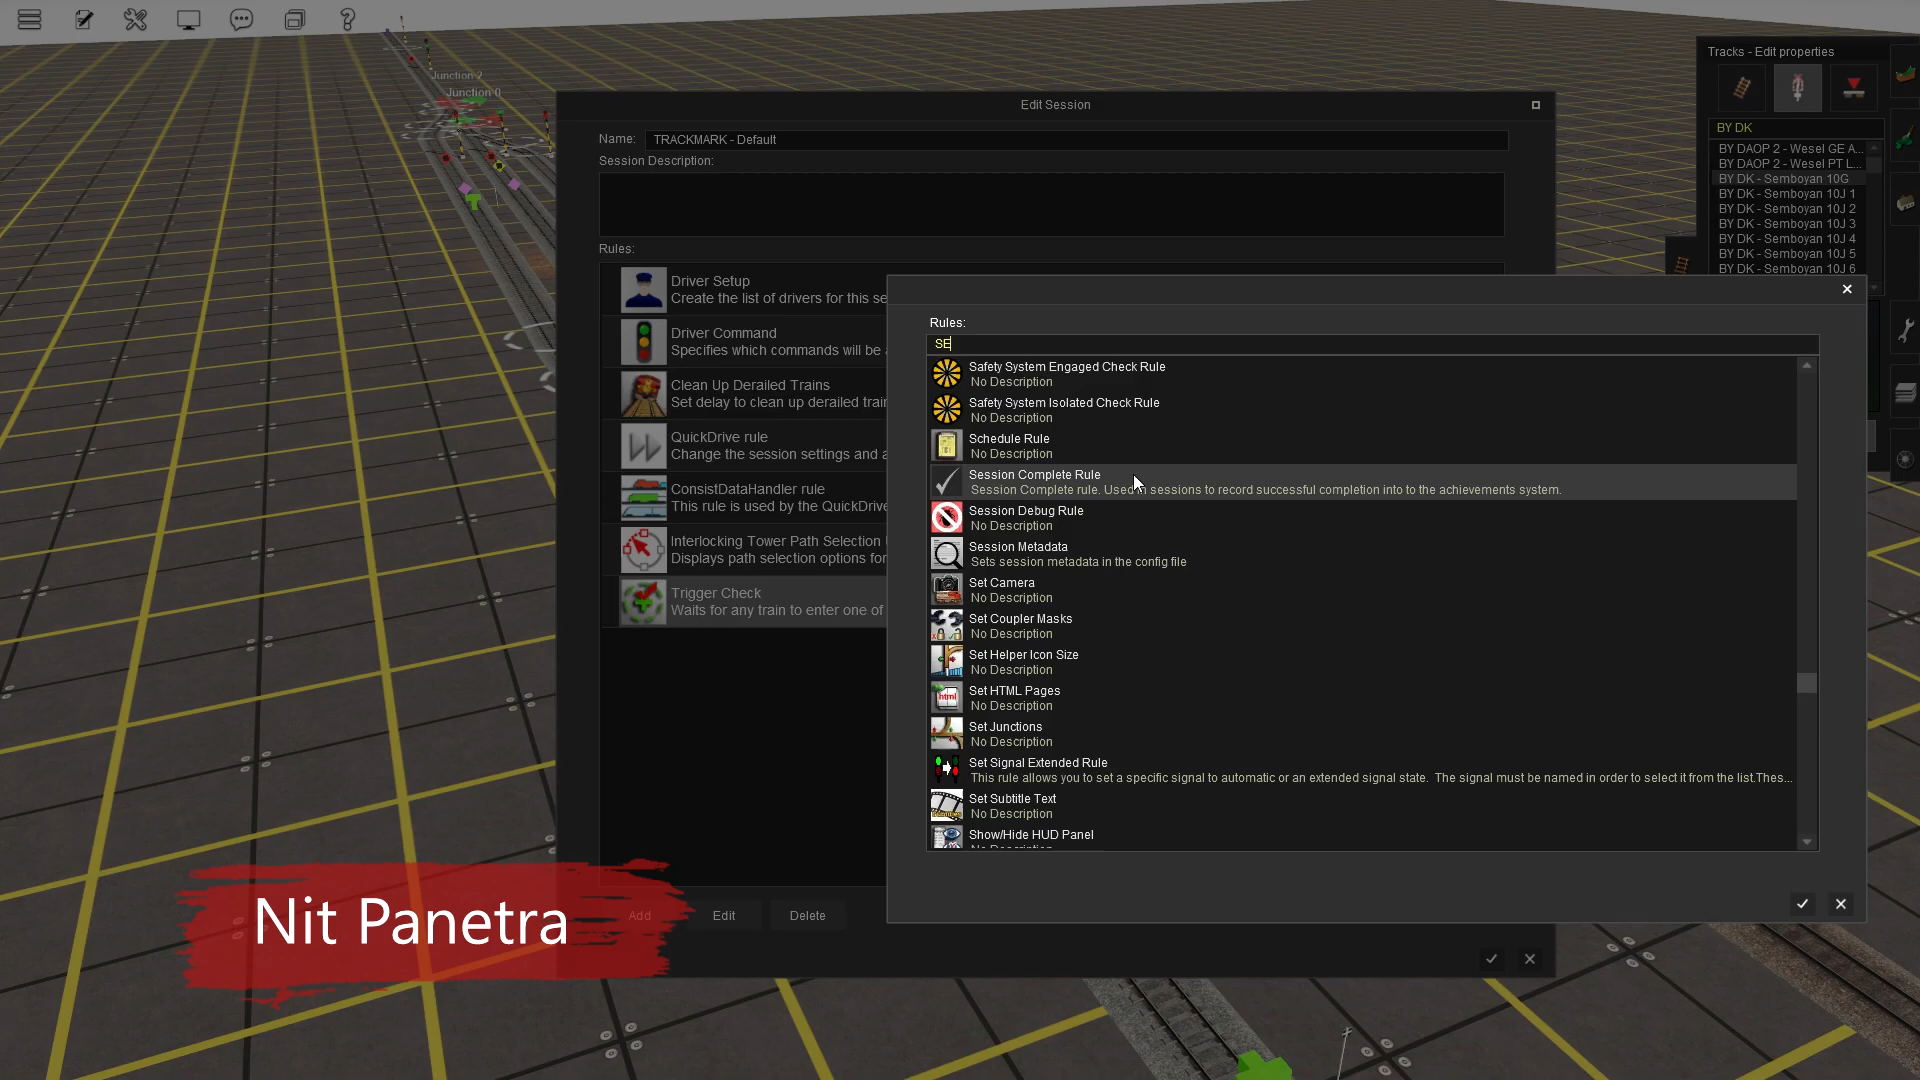 Junction 2
Junction 0
Tracks - Edit properties
BY DK
BY DAOP 2 - Wesel GE A...
BY DAOP 2 - Wesel PT L...
BY DK - Semboyan 10G
BY DK - Semboyan 10J 1
BY DK - Semboyan 10J 2
BY DK - Semboyan 10J 3
BY DK - Semboyan 10J 4
BY DK - Semboyan 10J 5
BY DK - Semboyan 10J 6
Edit Session
Name: TRACKMARK - Default
Session Description:
Rules:
Driver Setup
Create the list of drivers for this se
Driver Command
Specifies which commands will be
Clean Up Derailed Trains
Set delay to clean up derailed train
QuickDrive rule
Change the session settings and a
ConsistDataHandler rule
This rule is used by the QuickDrive
Interlocking Tower Path Selection
Displays path selection options for
Trigger Check
Waits for any train to enter one of
Add
Edit
Delete
Rules:
SE
Safety System Engaged Check Rule
No Description
Safety System Isolated Check Rule
No Description
Schedule Rule
No Description
Session Complete Rule
Session Complete rule. Used in sessions to record successful completion into to the achievements system.
Session Debug Rule
No Description
Session Metadata
Sets session metadata in the config file
Set Camera
No Description
Set Coupler Masks
No Description
Set Helper Icon Size
No Description
Set HTML Pages
No Description
Set Junctions
No Description
Set Signal Extended Rule
This rule allows you to set a specific signal to automatic or an extended signal state. The signal must be named in order to select it from the list.Thes...
Set Subtitle Text
No Description
Show/Hide HUD Panel
No Description
Nit Panetra